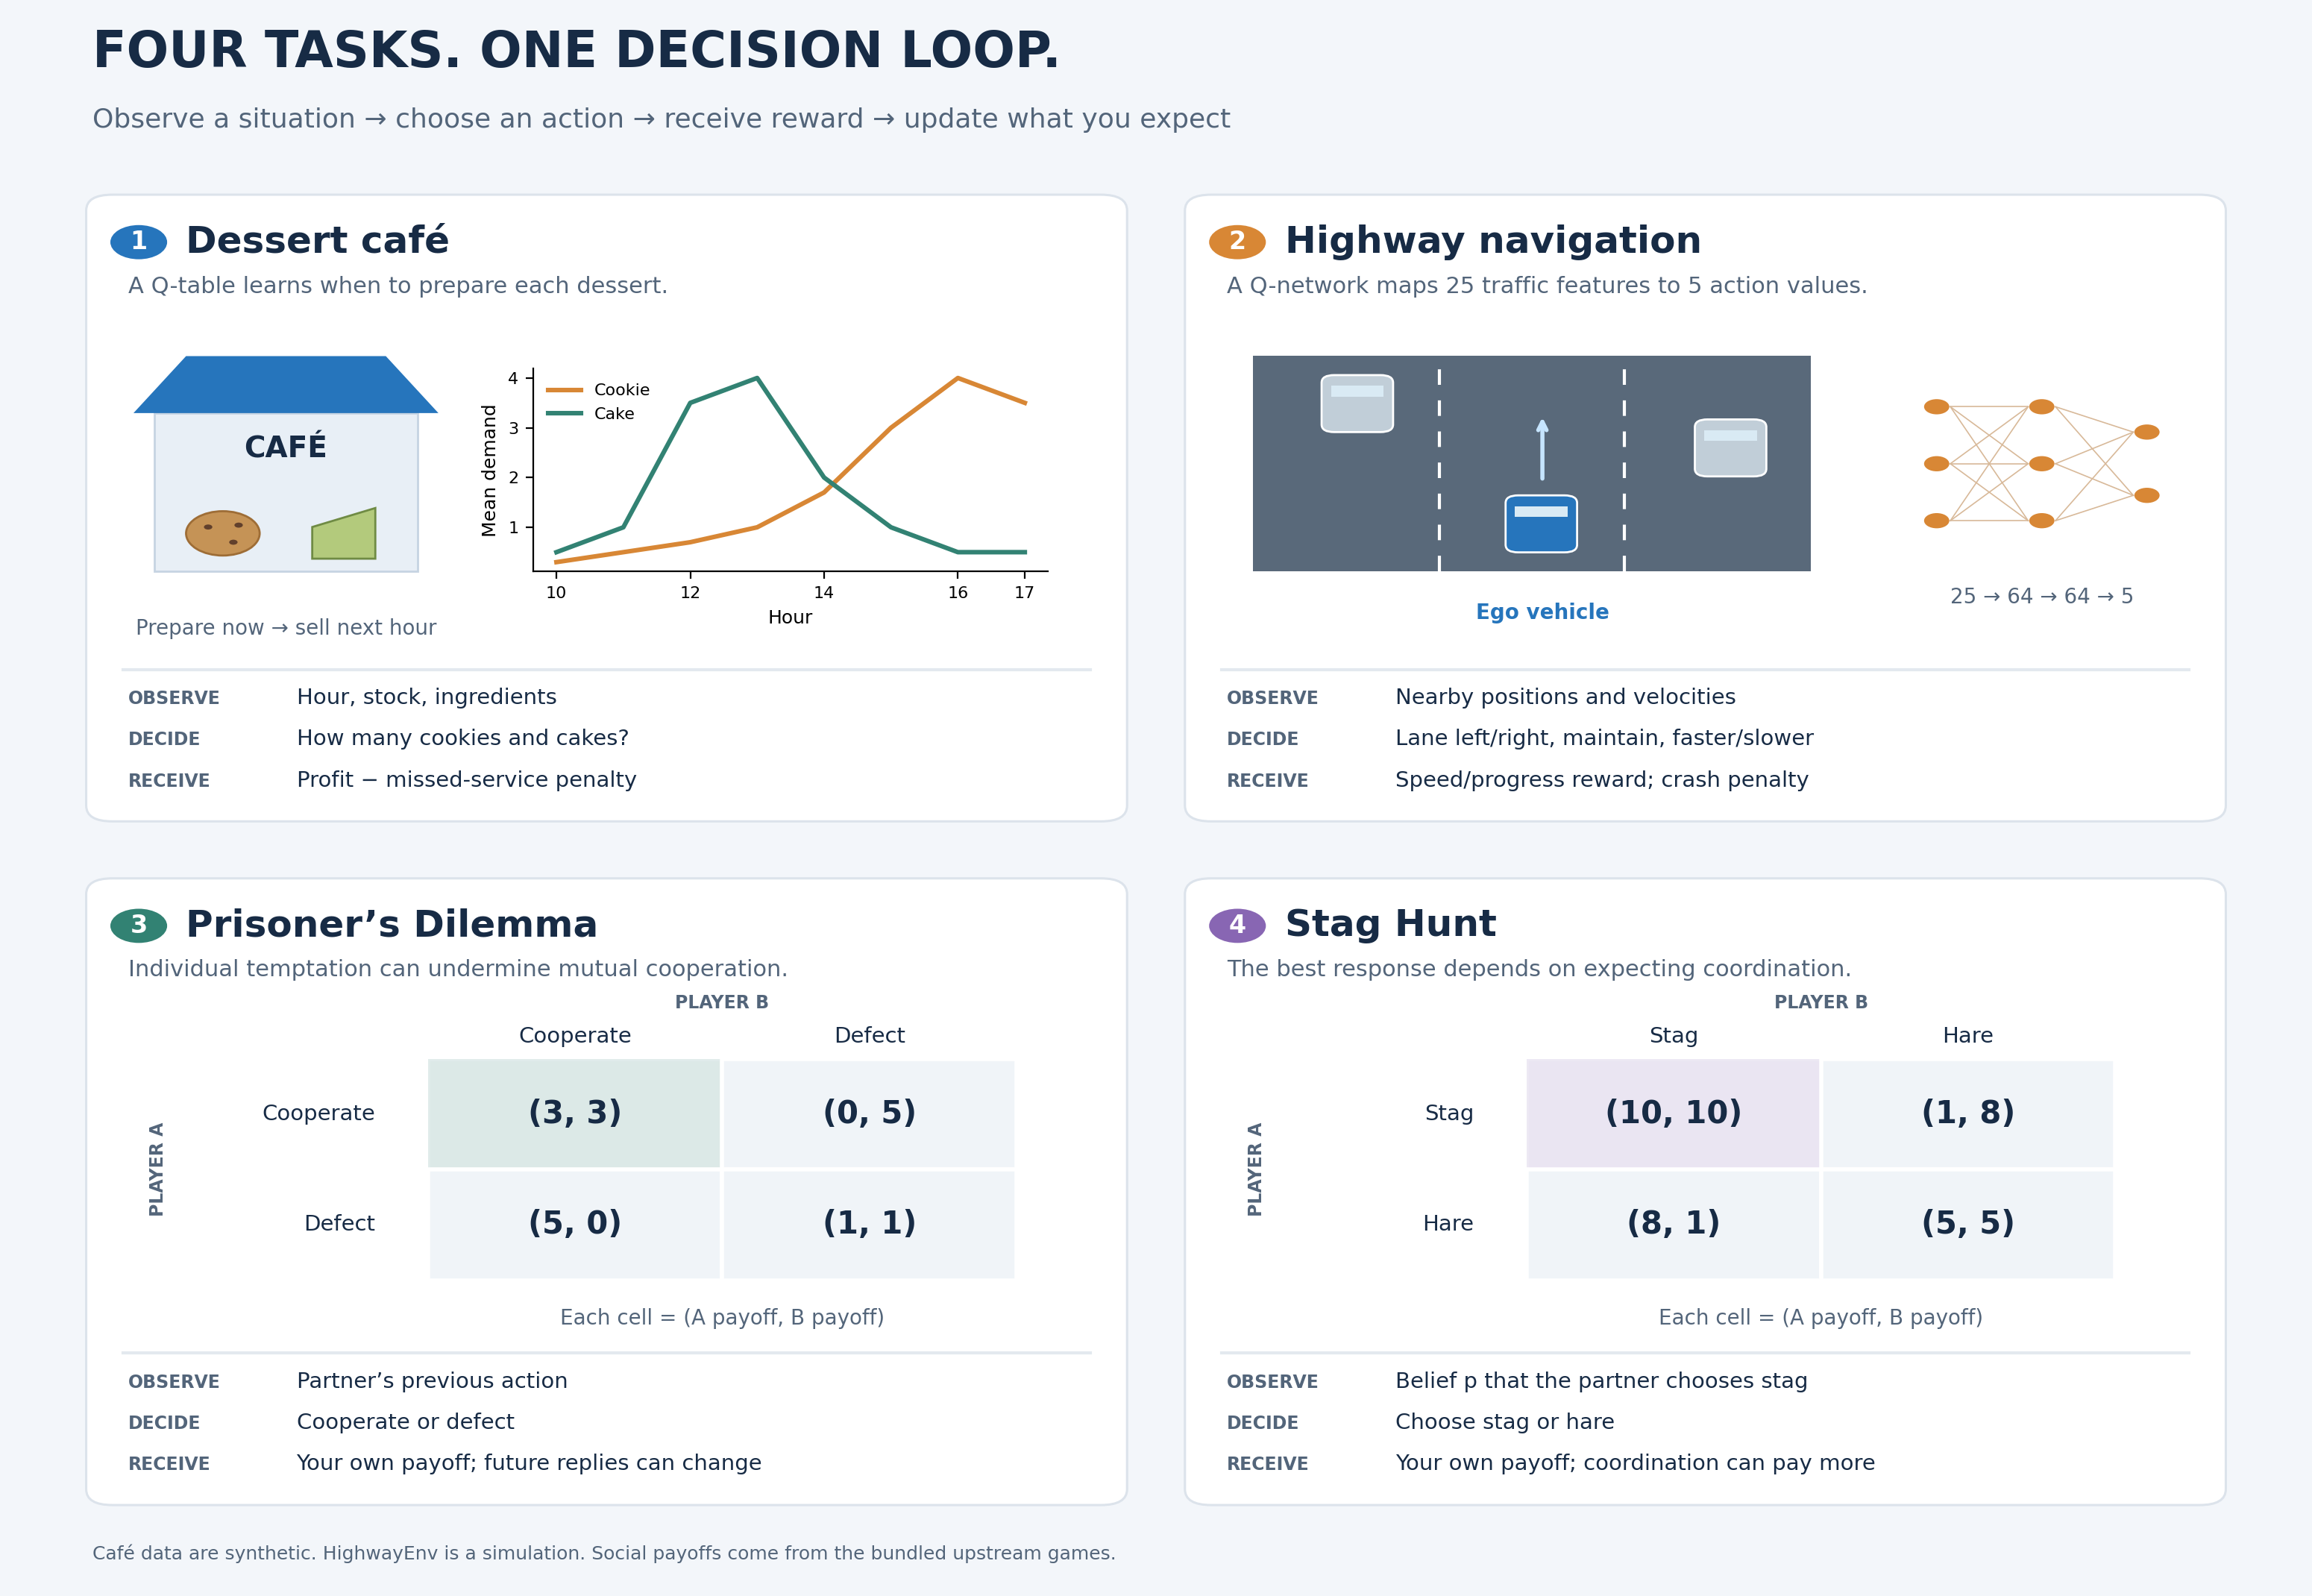 FOUR TASKS. ONE DECISION LOOP.
Observe a situation → choose an action → receive reward → update what you expect
1 Dessert café
A Q-table learns when to prepare each dessert.
CAFÉ
Prepare now → sell next hour
Mean demand
4
3
2
1
Cookie
Cake
10 12 14 16 17
Hour
OBSERVE Hour, stock, ingredients
DECIDE How many cookies and cakes?
RECEIVE Profit − missed-service penalty
2 Highway navigation
A Q-network maps 25 traffic features to 5 action values.
Ego vehicle
25 → 64 → 64 → 5
OBSERVE Nearby positions and velocities
DECIDE Lane left/right, maintain, faster/slower
RECEIVE Speed/progress reward; crash penalty
3 Prisoner’s Dilemma
Individual temptation can undermine mutual cooperation.
PLAYER B
Cooperate Defect
PLAYER A
Cooperate (3, 3) (0, 5)
Defect (5, 0) (1, 1)
Each cell = (A payoff, B payoff)
OBSERVE Partner’s previous action
DECIDE Cooperate or defect
RECEIVE Your own payoff; future replies can change
4 Stag Hunt
The best response depends on expecting coordination.
PLAYER B
Stag Hare
PLAYER A
Stag (10, 10) (1, 8)
Hare (8, 1) (5, 5)
Each cell = (A payoff, B payoff)
OBSERVE Belief p that the partner chooses stag
DECIDE Choose stag or hare
RECEIVE Your own payoff; coordination can pay more
Café data are synthetic. HighwayEnv is a simulation. Social payoffs come from the bundled upstream games.